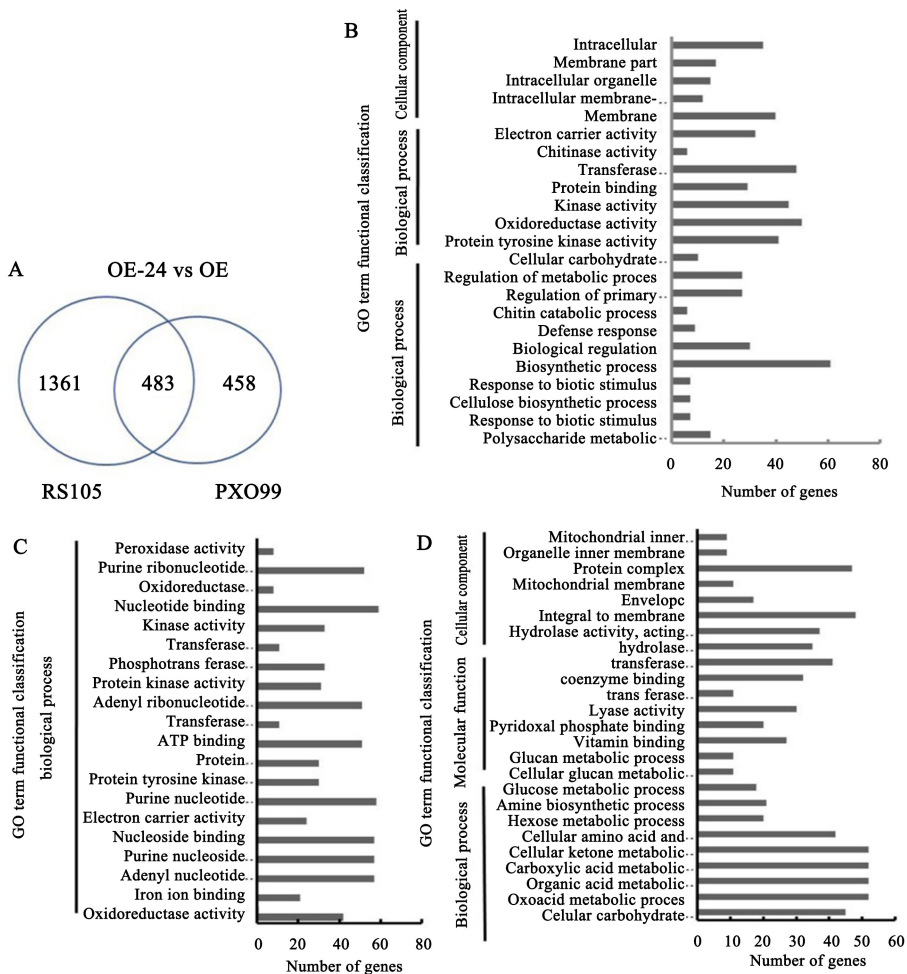 A
OE-24 vs OE
1361
483
458
RS105
PXO99
B
GO term functional classification
Cellular component
Biological process
Biological process
Intracellular
Membrane part
Intracellular organelle
Intracellular membrane-..
Membrane
Electron carrier activity
Chitinase activity
Transferase...
Protein binding
Kinase activity
Oxidoreductase activity
Protein tyrosine kinase activity
Cellular carbohydrate...
Regulation of metabolic proces
Regulation of primary...
Chitin catabolic process
Defense response
Biological regulation
Biosynthetic process
Response to biotic stimulus
Cellulose biosynthetic process
Response to biotic stimulus
Polysaccharide metabolic...
0 20 40 60 80
Number of genes
C
GO term functional classification
biological process
Peroxidase activity
Purine ribonucleotide...
Oxidoreductase...
Nucleotide binding
Kinase activity
Transferase...
Phosphotrans ferase...
Protein kinase activity
Adenyl ribonucleotide...
Transferase...
ATP binding
Protein...
Protein tyrosine kinase...
Purine nucleotide...
Electron carrier activity
Nucleoside binding
Purine nucleoside...
Adenyl nucleotide...
Iron ion binding
Oxidoreductase activity
0 20 40 60 80
Number of genes
D
GO term functional classification
Cellular component
Molecular function
Biological process
Mitochondrial inner...
Organelle inner membrane
Protein complex
Mitochondrial membrane
Envelopc
Integral to membrane
Hydrolase activity, acting...
hydrolase...
transferase...
coenzyme binding
trans ferase...
Lyase activity
Pyridoxal phosphate binding
Vitamin binding
Glucan metabolic process
Cellular glucan metabolic...
Glucose metabolic process
Amine biosynthetic process
Hexose metabolic process
Cellular amino acid and...
Cellular ketone metabolic...
Carboxylic acid metabolic...
Organic acid metabolic...
Oxoacid metabolic proces
Celular carbohydrate...
0 10 20 30 40 50 60
Number of genes